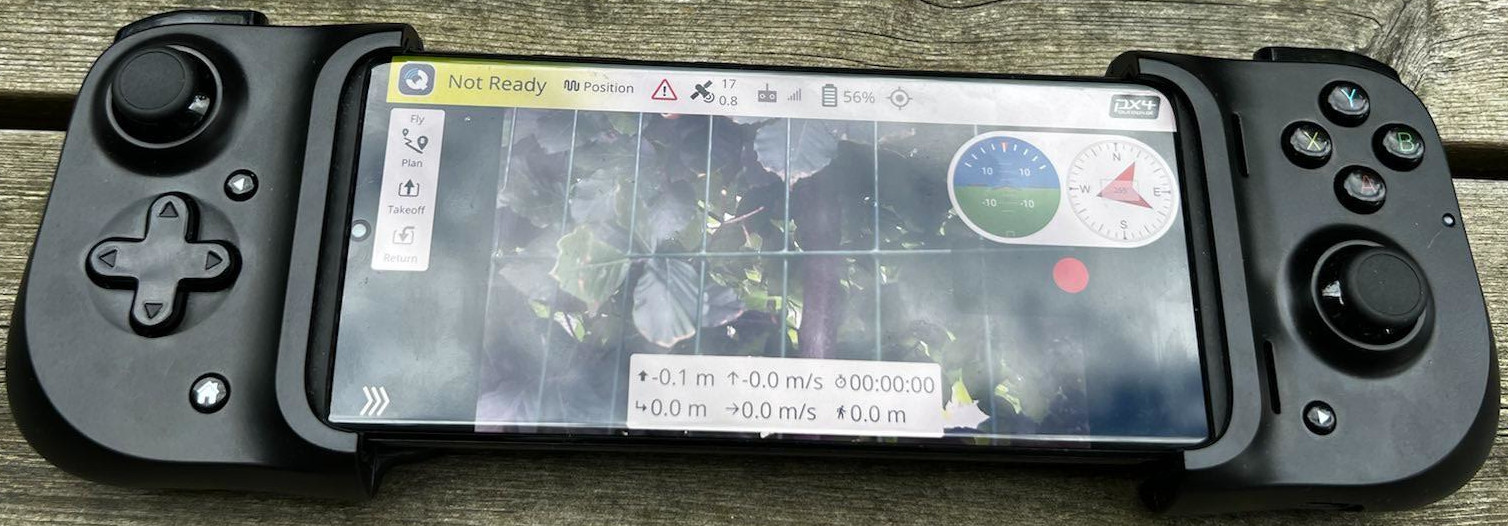 Not Ready Position 17 56% PX4
0.8
Fly
Plan
Takeoff
Return
10 10
-10 -10
N
W E
S
-0.1 m -0.0 m/s 00:00:00
0.0 m 0.0 m/s 0.0 m
Y
X B
A